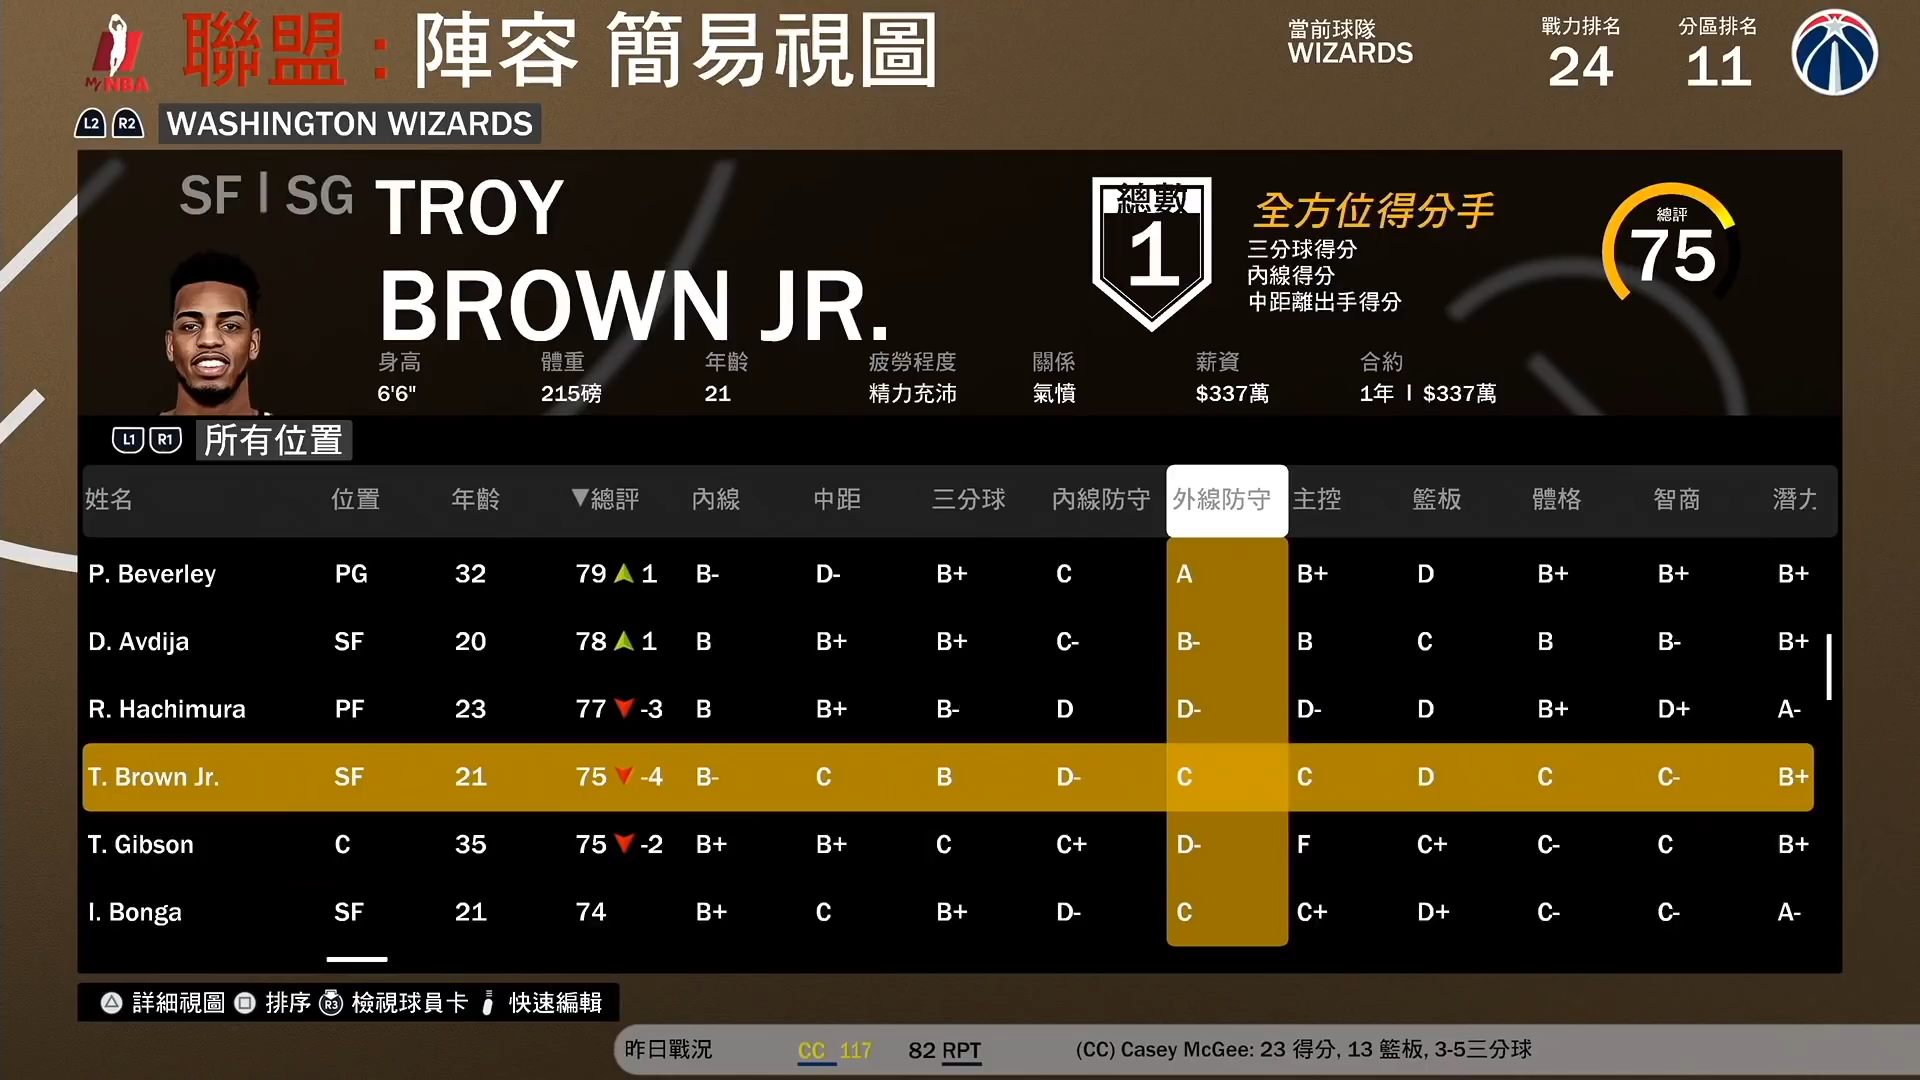 My NBA
聯盟 : 陣容 簡易視圖
當前球隊
WIZARDS
戰力排名
24
分區排名
11
L2 R2 WASHINGTON WIZARDS
SF | SG TROY
BROWN JR.
總數
1
全方位得分手
三分球得分
內線得分
中距離出手得分
總評
75
身高 體重 年齡 疲勞程度 關係 薪資 合約
6'6" 215磅 21 精力充沛 氣憤 $337萬 1年 | $337萬
L1 R1 所有位置
姓名 位置 年齡 ▼總評 內線 中距 三分球 內線防守 外線防守 主控 籃板 體格 智商 潛力
P. Beverley PG 32 79 ▲ 1 B- D- B+ C A B+ D B+ B+ B+
D. Avdija SF 20 78 ▲ 1 B B+ B+ C- B- B C B B- B+
R. Hachimura PF 23 77 ▼ -3 B B+ B- D D- D- D B+ D+ A-
T. Brown Jr. SF 21 75 ▼ -4 B- C B D- C C D C C- B+
T. Gibson C 35 75 ▼ -2 B+ B+ C C+ D- F C+ C- C B+
I. Bonga SF 21 74 B+ C B+ D- C C+ D+ C- C- A-
詳細視圖 排序 R3 檢視球員卡 快速編輯
昨日戰況 CC 117 82 RPT (CC) Casey McGee: 23 得分, 13 籃板, 3-5三分球